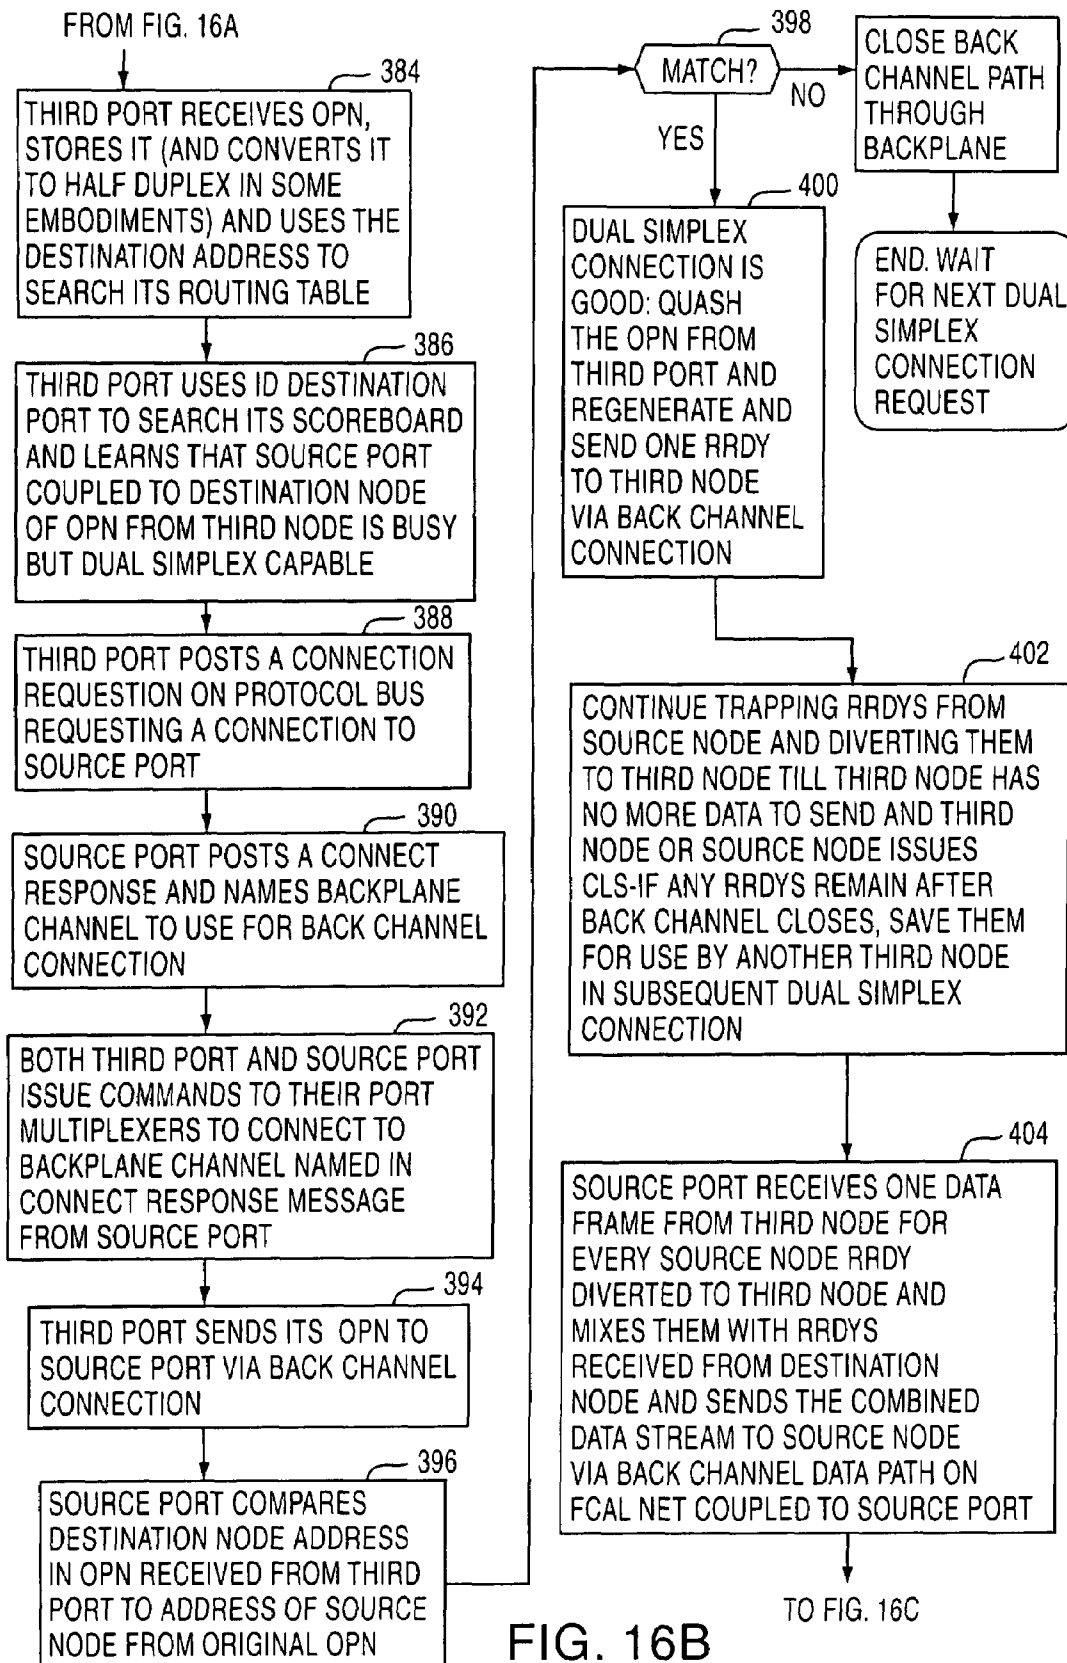 FROM FIG. 16A
384
THIRD PORT RECEIVES OPN,
STORES IT (AND CONVERTS IT
TO HALF DUPLEX IN SOME
EMBODIMENTS) AND USES THE
DESTINATION ADDRESS TO
SEARCH ITS ROUTING TABLE
386
THIRD PORT USES ID DESTINATION
PORT TO SEARCH ITS SCOREBOARD
AND LEARNS THAT SOURCE PORT
COUPLED TO DESTINATION NODE
OF OPN FROM THIRD NODE IS BUSY
BUT DUAL SIMPLEX CAPABLE
388
THIRD PORT POSTS A CONNECTION
REQUESTION ON PROTOCOL BUS
REQUESTING A CONNECTION TO
SOURCE PORT
390
SOURCE PORT POSTS A CONNECT
RESPONSE AND NAMES BACKPLANE
CHANNEL TO USE FOR BACK CHANNEL
CONNECTION
392
BOTH THIRD PORT AND SOURCE PORT
ISSUE COMMANDS TO THEIR PORT
MULTIPLEXERS TO CONNECT TO
BACKPLANE CHANNEL NAMED IN
CONNECT RESPONSE MESSAGE
FROM SOURCE PORT
394
THIRD PORT SENDS ITS OPN TO
SOURCE PORT VIA BACK CHANNEL
CONNECTION
396
SOURCE PORT COMPARES
DESTINATION NODE ADDRESS
IN OPN RECEIVED FROM THIRD
PORT TO ADDRESS OF SOURCE
NODE FROM ORIGINAL OPN
398
MATCH?
NO
YES
CLOSE BACK
CHANNEL PATH
THROUGH
BACKPLANE
END. WAIT
FOR NEXT DUAL
SIMPLEX
CONNECTION
REQUEST
400
DUAL SIMPLEX
CONNECTION IS
GOOD: QUASH
THE OPN FROM
THIRD PORT AND
REGENERATE AND
SEND ONE RRDY
TO THIRD NODE
VIA BACK CHANNEL
CONNECTION
402
CONTINUE TRAPPING RRDYS FROM
SOURCE NODE AND DIVERTING THEM
TO THIRD NODE TILL THIRD NODE HAS
NO MORE DATA TO SEND AND THIRD
NODE OR SOURCE NODE ISSUES
CLS-IF ANY RRDYS REMAIN AFTER
BACK CHANNEL CLOSES, SAVE THEM
FOR USE BY ANOTHER THIRD NODE
IN SUBSEQUENT DUAL SIMPLEX
CONNECTION
404
SOURCE PORT RECEIVES ONE DATA
FRAME FROM THIRD NODE FOR
EVERY SOURCE NODE RRDY
DIVERTED TO THIRD NODE AND
MIXES THEM WITH RRDYS
RECEIVED FROM DESTINATION
NODE AND SENDS THE COMBINED
DATA STREAM TO SOURCE NODE
VIA BACK CHANNEL DATA PATH ON
FCAL NET COUPLED TO SOURCE PORT
TO FIG. 16C
FIG. 16B